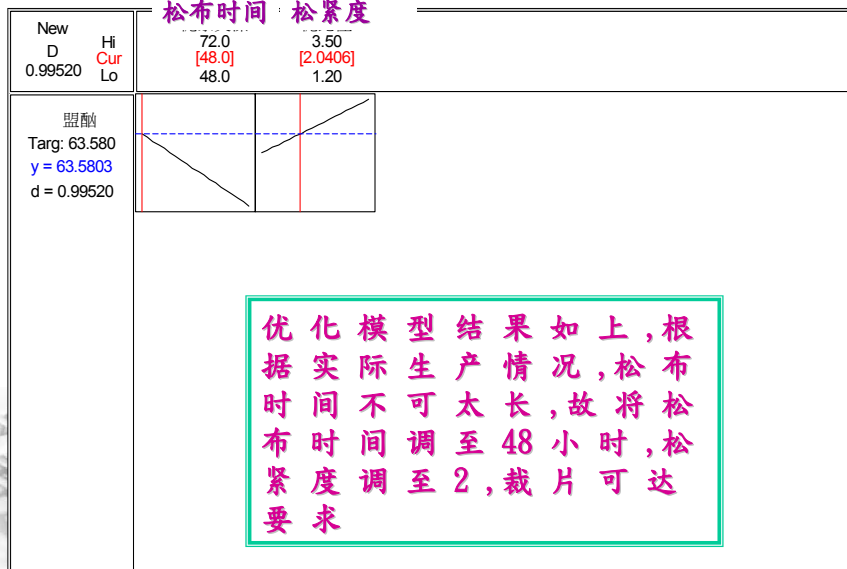 松布时间 松紧度
New
D
0.99520
Hi
Cur
Lo
72.0
[48.0]
48.0
3.50
[2.0406]
1.20
盟酗
Targ: 63.580
y = 63.5803
d = 0.99520
优化模型结果如上,根
据实际生产情况,松布
时间不可太长,故将松
布时间调至48小时,松
紧度调至2,裁片可达
要求